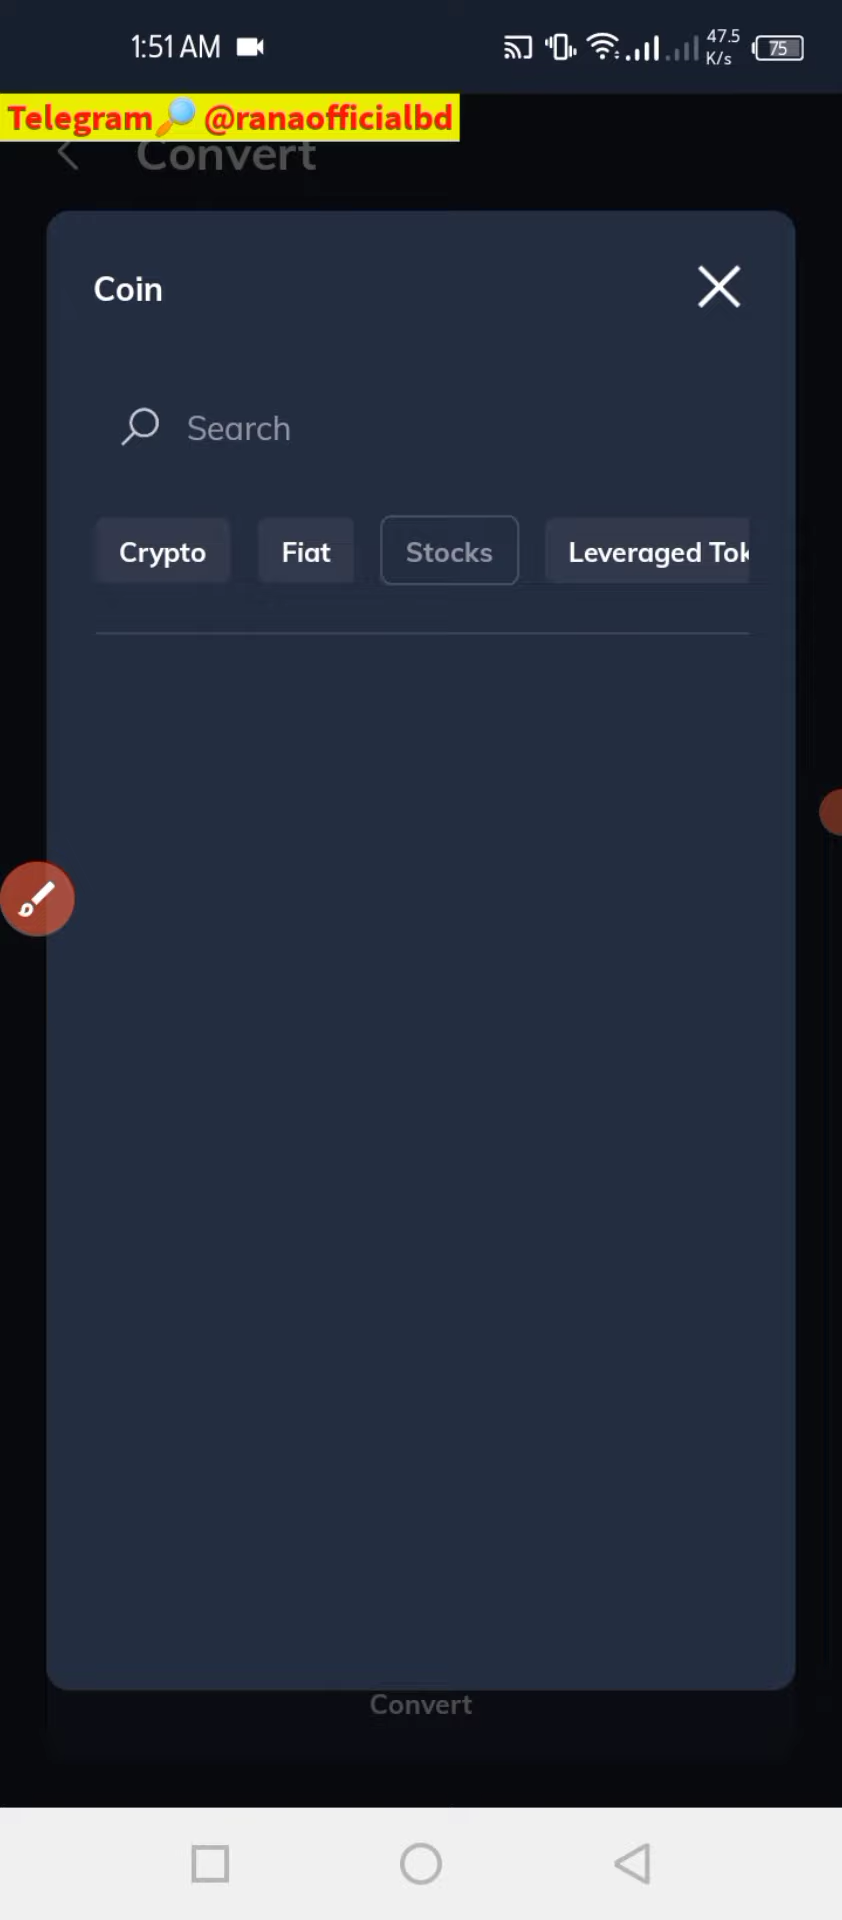 1:51 AM
47.5
K/s
75
Telegram🔎 @ranaofficialbd
Convert
Coin
Search
Crypto Fiat Stocks Leveraged Tok
Convert